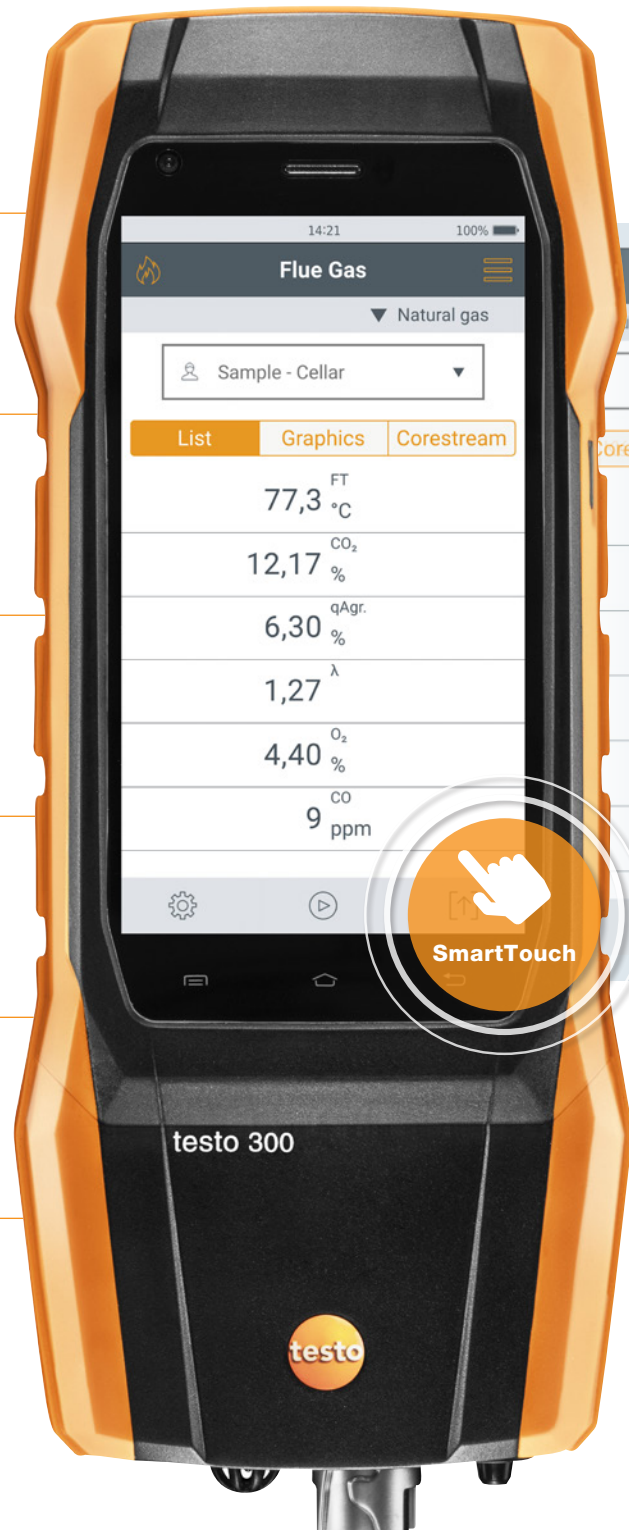 14:21 100%
Flue Gas
▼ Natural gas
Sample - Cellar ▼
List Graphics Corestream
77,3 FT °C
12,17 CO₂ %
6,30 qAgr. %
1,27 λ
4,40 O₂ %
9 CO ppm
SmartTouch
testo 300
testo